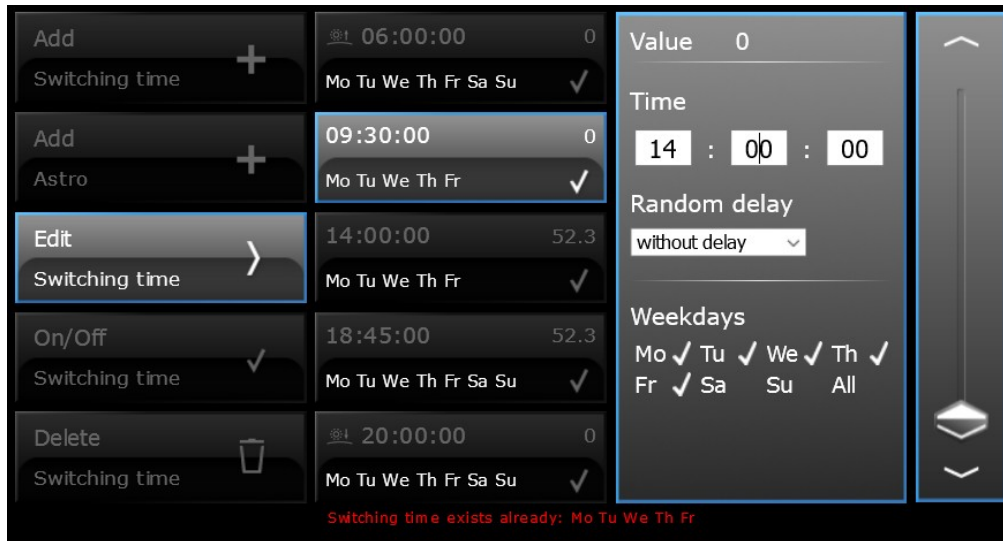 Add
Switching time
Add
Astro
Edit
Switching time
On/Off
Switching time
Delete
Switching time
06:00:00 0
Mo Tu We Th Fr Sa Su
09:30:00 0
Mo Tu We Th Fr
14:00:00 52.3
Mo Tu We Th Fr
18:45:00 52.3
Mo Tu We Th Fr Sa Su
20:00:00 0
Mo Tu We Th Fr Sa Su
Value 0
Time
14 : 00 : 00
Random delay
without delay
Weekdays
Mo Tu We Th
Fr Sa Su All
Switching time exists already: Mo Tu We Th Fr